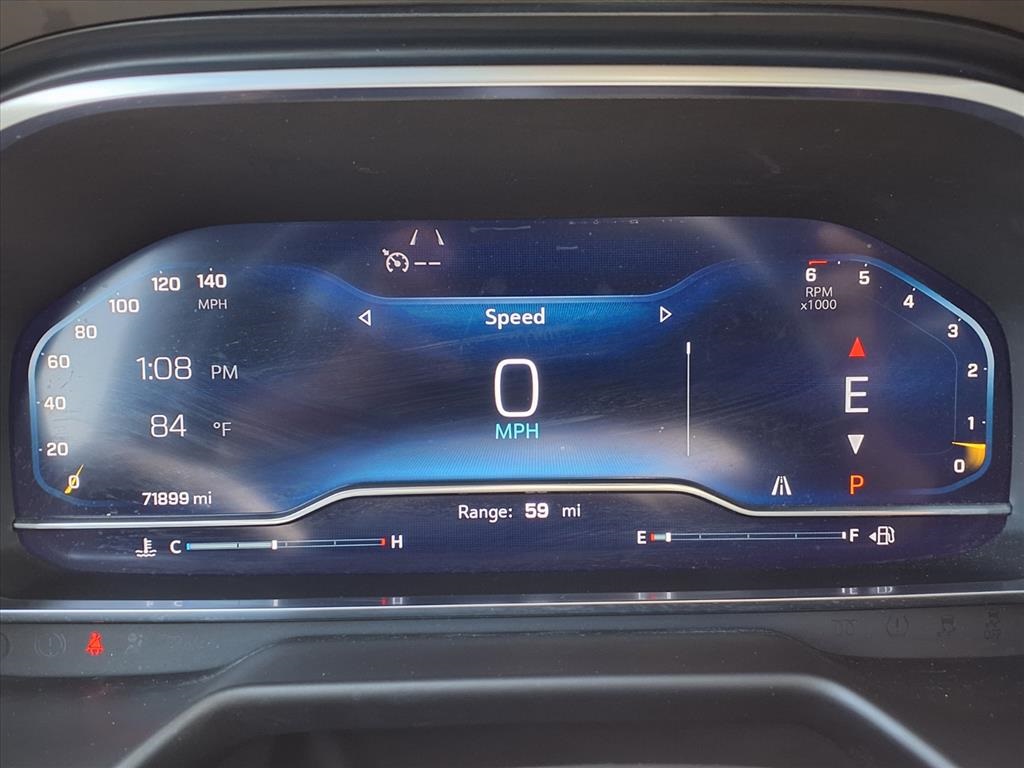 120 140
MPH
100
80
60
40
20
0
1:08 PM
84 °F
71899 mi
Speed
0
MPH
Range: 59 mi
C H
E F
6 5
RPM
x1000
4
3
2
1
0
E
P